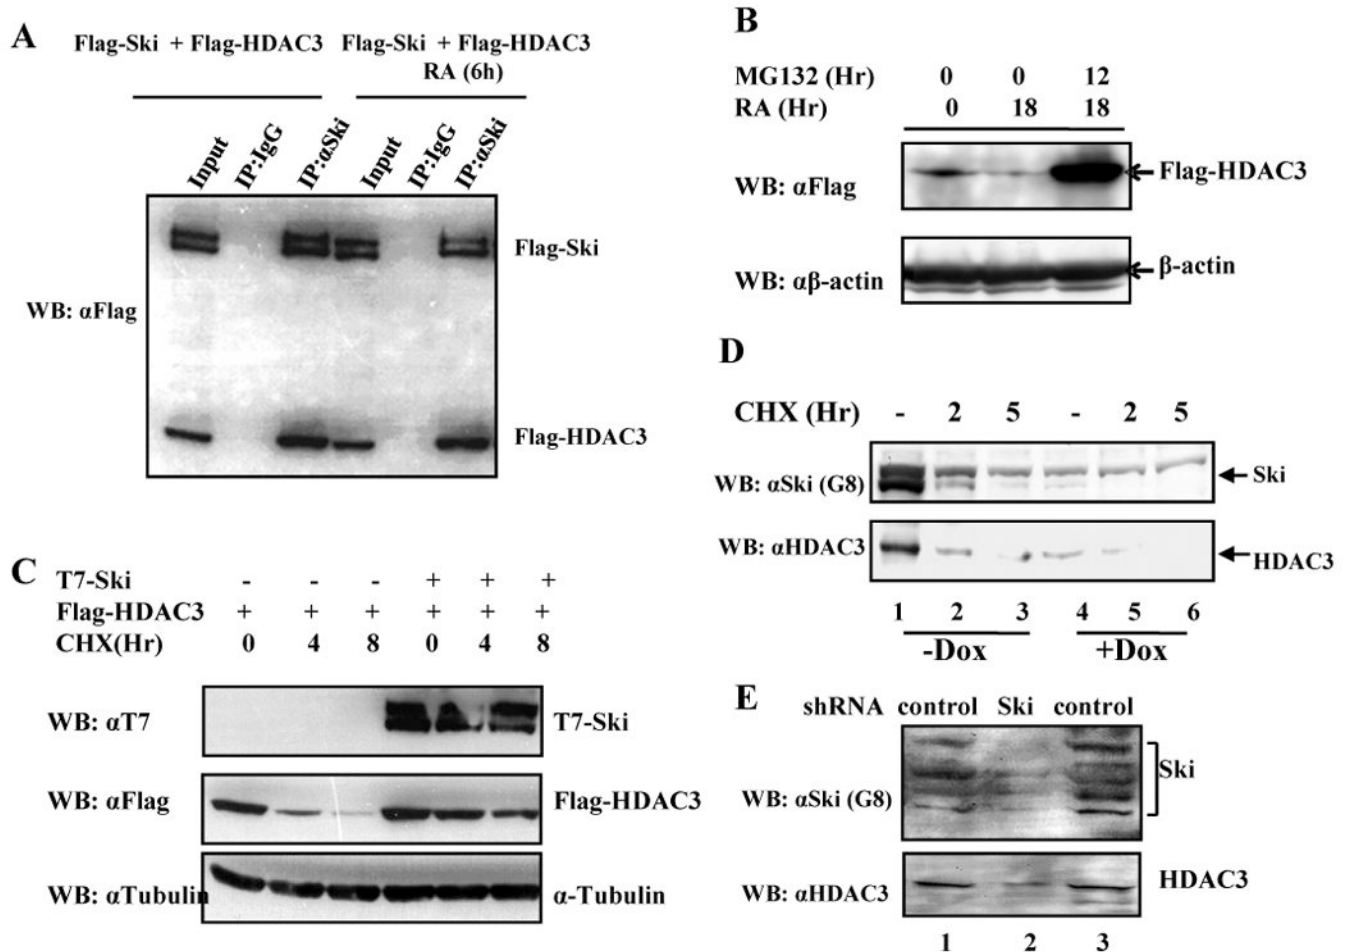 A
Flag-Ski + Flag-HDAC3 Flag-Ski + Flag-HDAC3
RA (6h)
Input IP:IgG IP:αSki Input IP:IgG IP:αSki
Flag-Ski
WB: αFlag
Flag-HDAC3
B
MG132 (Hr) 0 0 12
RA (Hr) 0 18 18
WB: αFlag Flag-HDAC3
WB: αβ-actin β-actin
C
T7-Ski - - - + + +
Flag-HDAC3 + + + + + +
CHX(Hr) 0 4 8 0 4 8
WB: αT7 T7-Ski
WB: αFlag Flag-HDAC3
WB: αTubulin α-Tubulin
D
CHX (Hr) - 2 5 - 2 5
WB: αSki (G8) Ski
WB: αHDAC3 HDAC3
1 2 3 4 5 6
-Dox +Dox
E
shRNA control Ski control
WB: αSki (G8) Ski
WB: αHDAC3 HDAC3
1 2 3